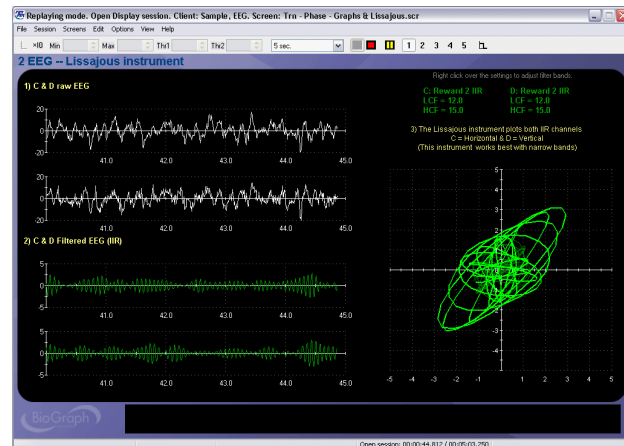 Replaying mode. Open Display session. Client: Sample, EEG. Screen: Trn - Phase - Graphs & Lissajous.scr
File Session Screens Edit Options View Help
×10 Min Max Thr1 Thr2 5 sec. 1 2 3 4 5
2 EEG -- Lissajous instrument
Right click over the settings to adjust filter bands.
1) C & D raw EEG
C: Reward 2 IIR D: Reward 2 IIR
LCF = 12.0 LCF = 12.0
HCF = 15.0 HCF = 15.0
3) The Lissajous instrument plots both IIR channels
C = Horizontal & D = Vertical
(This instrument works best with narrow bands)
20
0
-20
41.0 42.0 43.0 44.0 45.0
20
0
-20
41.0 42.0 43.0 44.0 45.0
2) C & D Filtered EEG (IIR)
5
0
-5
41.0 42.0 43.0 44.0 45.0
5
0
-5
41.0 42.0 43.0 44.0 45.0
5
4
3
2
1
0
-1
-2
-3
-4
-5 -4 -3 -2 -1 0 1 2 3 4 5
BioGraph
Open session: 00:00:44.812 / 00:05:03.250